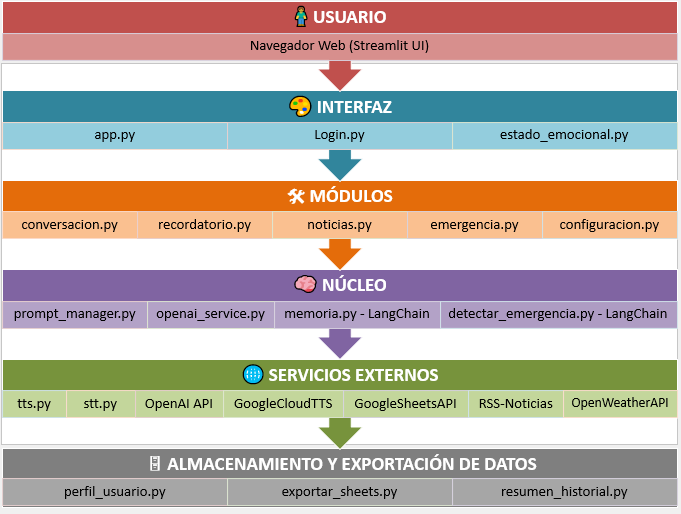 USUARIO
Navegador Web (Streamlit UI)
INTERFAZ
app.py Login.py estado_emocional.py
MÓDULOS
conversacion.py recordatorio.py noticias.py emergencia.py configuracion.py
NÚCLEO
prompt_manager.py openai_service.py memoria.py - LangChain detectar_emergencia.py - LangChain
SERVICIOS EXTERNOS
tts.py stt.py OpenAI API GoogleCloudTTS GoogleSheetsAPI RSS-Noticias OpenWeatherAPI
ALMACENAMIENTO Y EXPORTACIÓN DE DATOS
perfil_usuario.py exportar_sheets.py resumen_historial.py